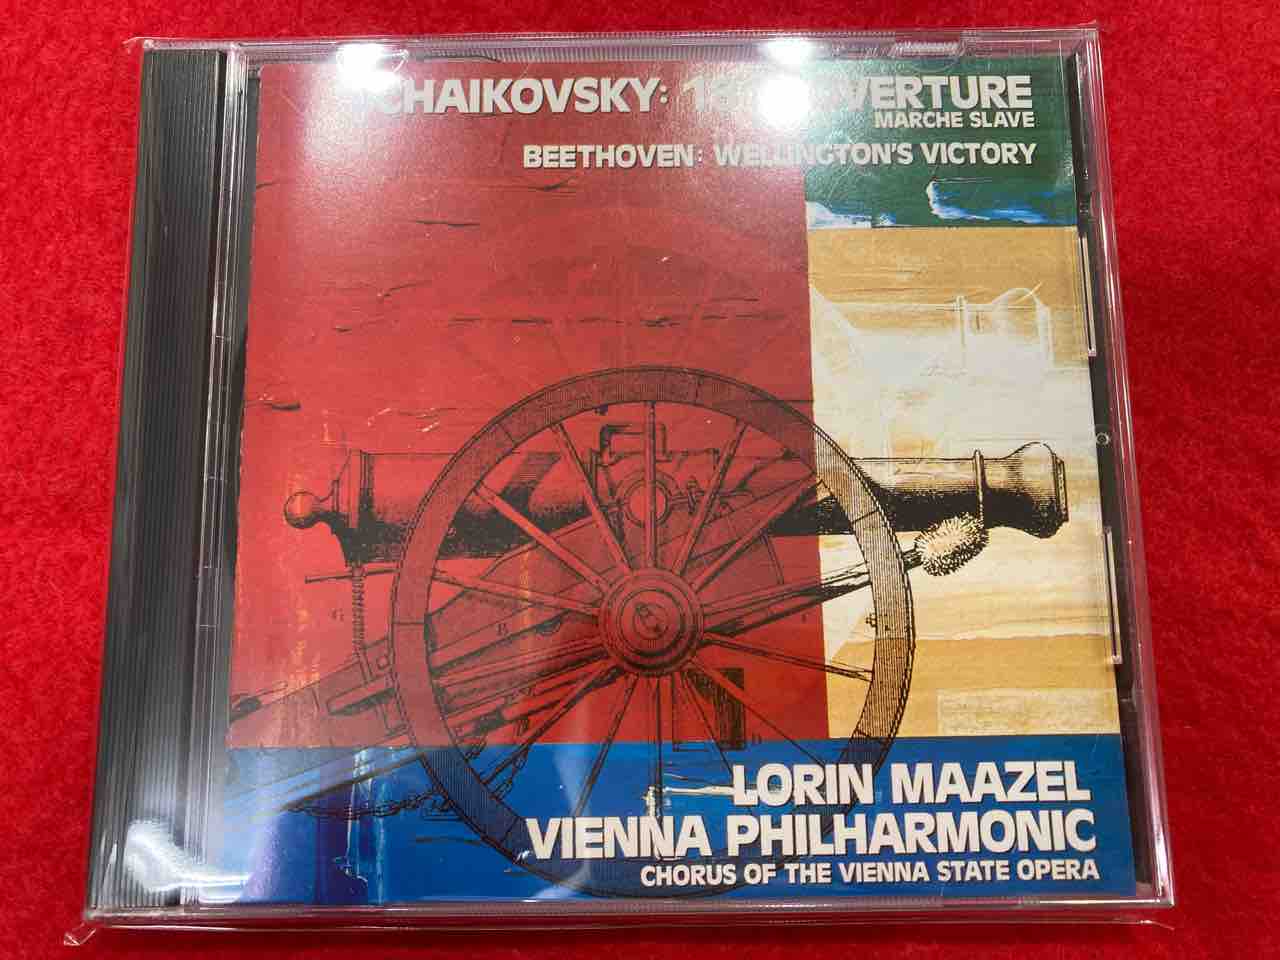 CHAIKOVSKY: 18 VERTURE
MARCHE SLAVE
BEETHOVEN: WELLINGTON'S VICTORY
LORIN MAAZEL
VIENNA PHILHARMONIC
CHORUS OF THE VIENNA STATE OPERA